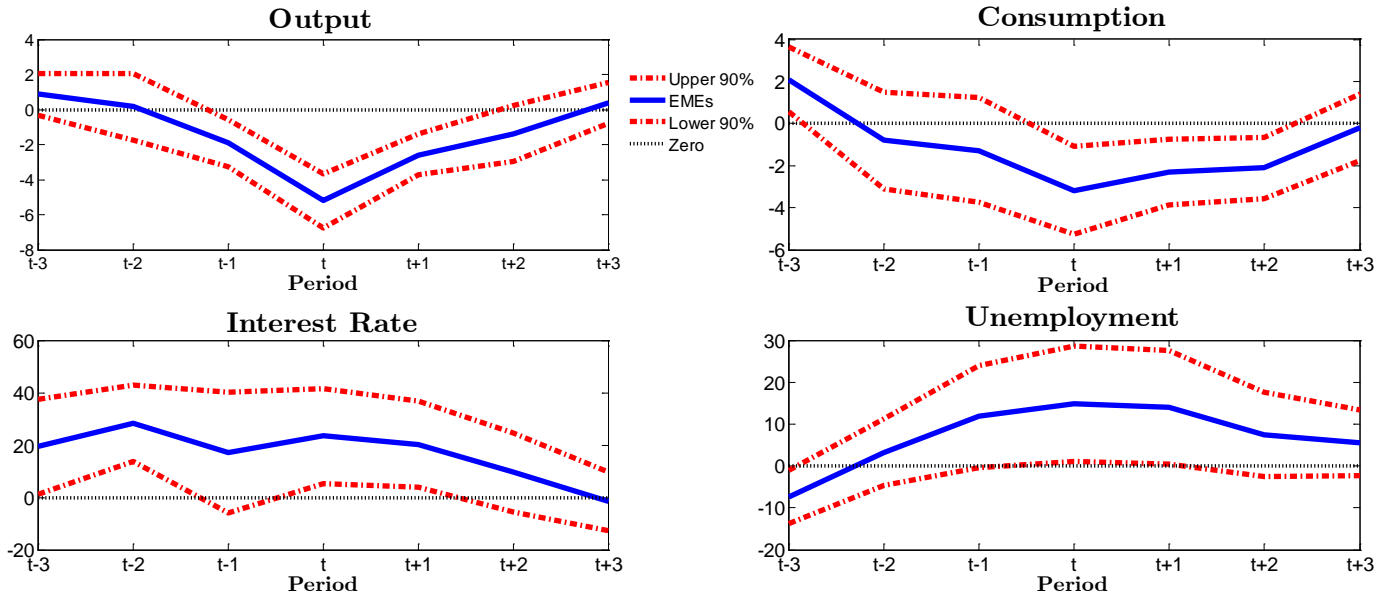 Output
4
2
0
-2
-4
-6
-8
t-3 t-2 t-1 t t+1 t+2 t+3
Period
Upper 90%
EMEs
Lower 90%
Zero
Consumption
4
2
0
-2
-4
-6
t-3 t-2 t-1 t t+1 t+2 t+3
Period
Interest Rate
60
40
20
0
-20
t-3 t-2 t-1 t t+1 t+2 t+3
Period
Unemployment
30
20
10
0
-10
-20
t-3 t-2 t-1 t t+1 t+2 t+3
Period